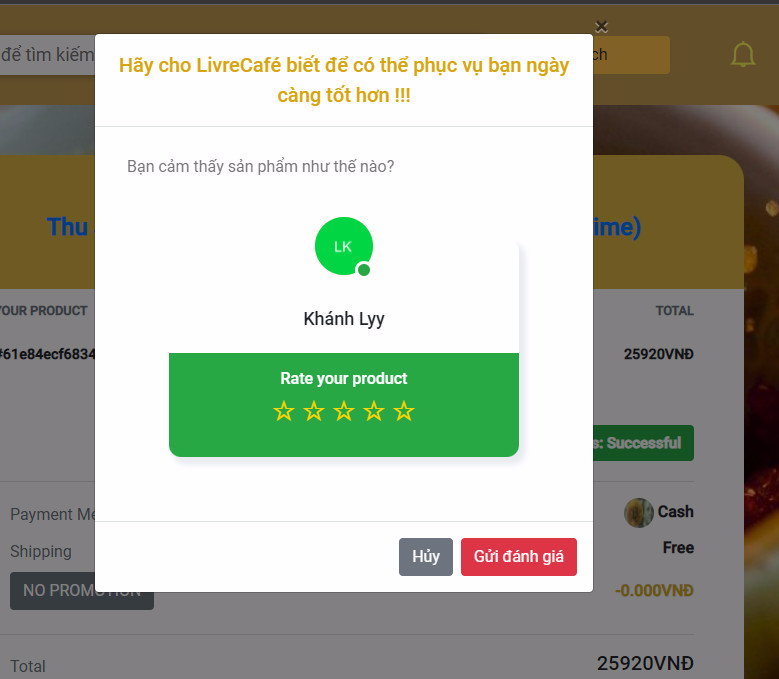 ×
để tìm kiếm
ch
Hãy cho LivreCafé biết để có thể phục vụ bạn ngày
càng tốt hơn !!!
Bạn cảm thấy sản phẩm như thế nào?
Thu
ime)
LK
YOUR PRODUCT
TOTAL
Khánh Lyy
#61e84ecf6834
25920VNĐ
Rate your product
☆ ☆ ☆ ☆ ☆
s: Successful
Payment Me
Cash
Shipping
Free
Hủy
Gửi đánh giá
NO PROMOTION
-0.000VNĐ
Total
25920VNĐ